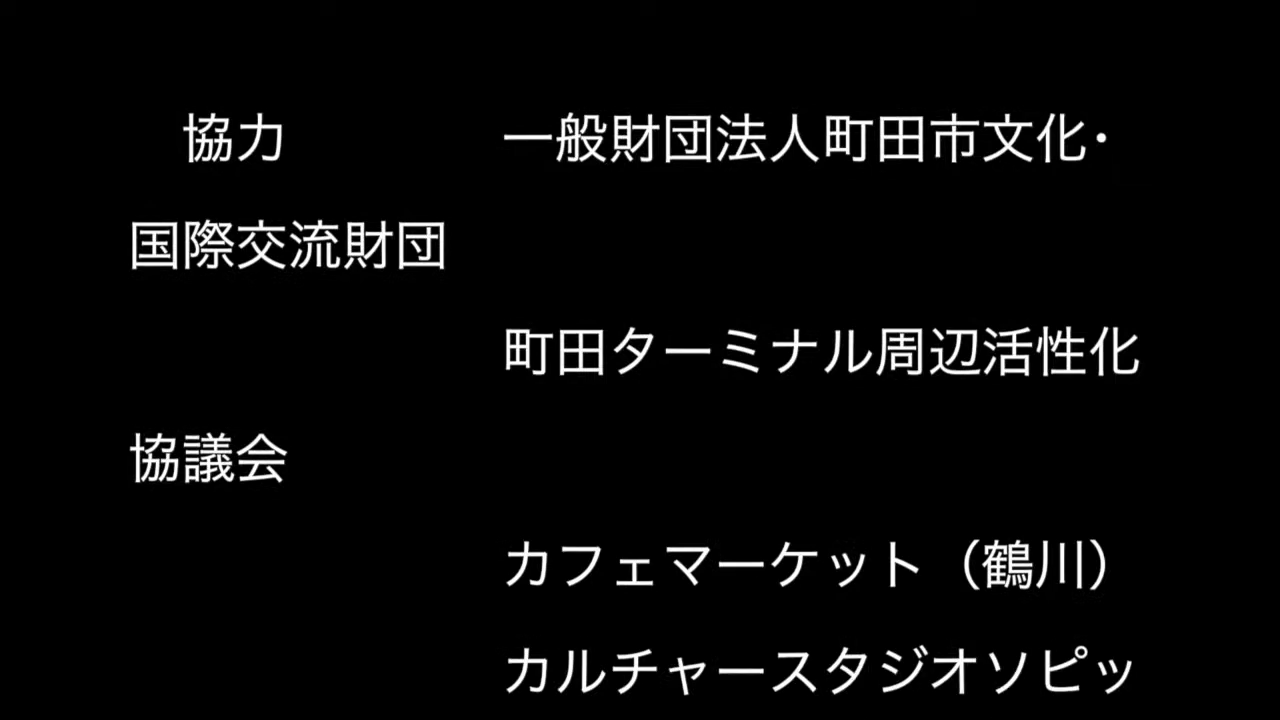 協力 一般財団法人町田市文化・
国際交流財団
町田ターミナル周辺活性化
協議会
カフェマーケット（鶴川）
カルチャースタジオソピッ